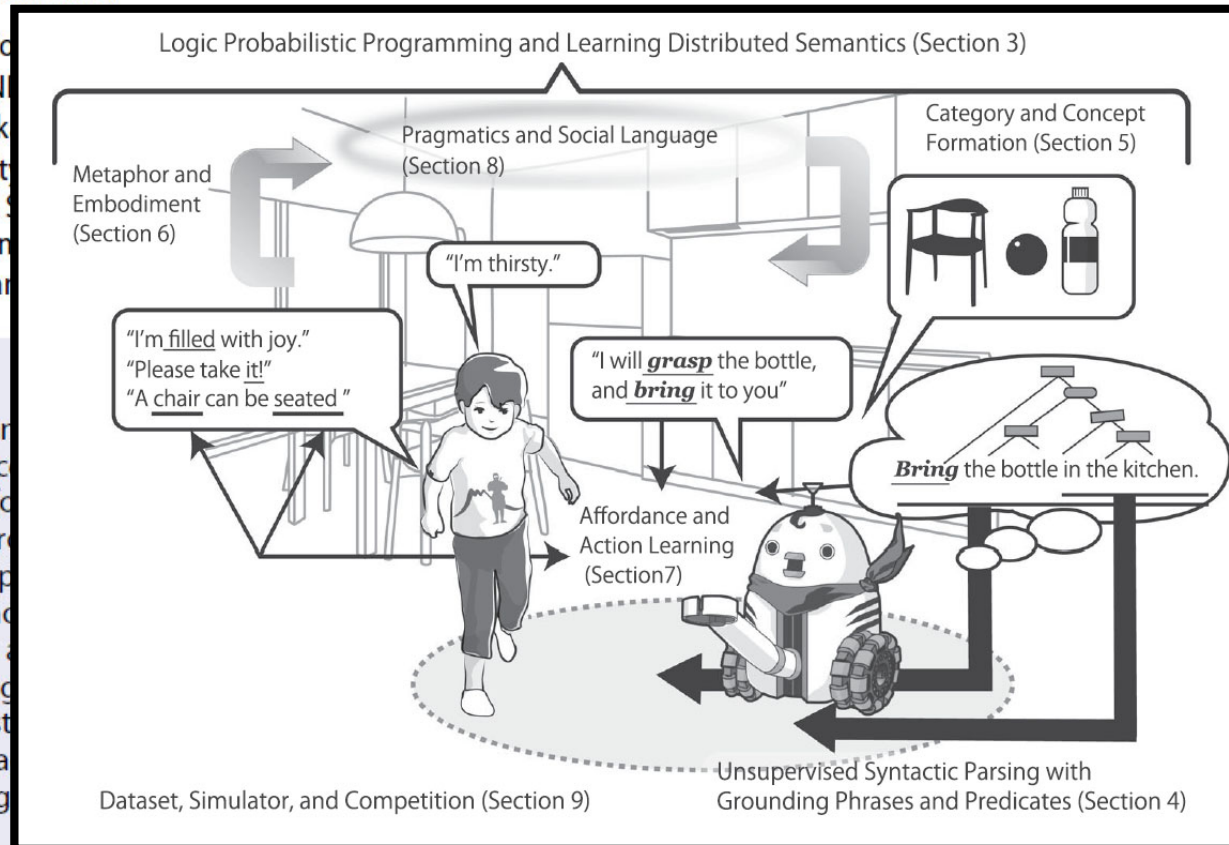 Logic Probabilistic Programming and Learning Distributed Semantics (Section 3)
Pragmatics and Social Language
(Section 8)
Category and Concept
Formation (Section 5)
Metaphor and
Embodiment
(Section 6)
"I'm thirsty."
"I'm filled with joy."
"Please take it!"
"A chair can be seated "
"I will grasp the bottle,
and bring it to you"
Bring the bottle in the kitchen.
Affordance and
Action Learning
(Section7)
Unsupervised Syntactic Parsing with
Grounding Phrases and Predicates (Section 4)
Dataset, Simulator, and Competition (Section 9)